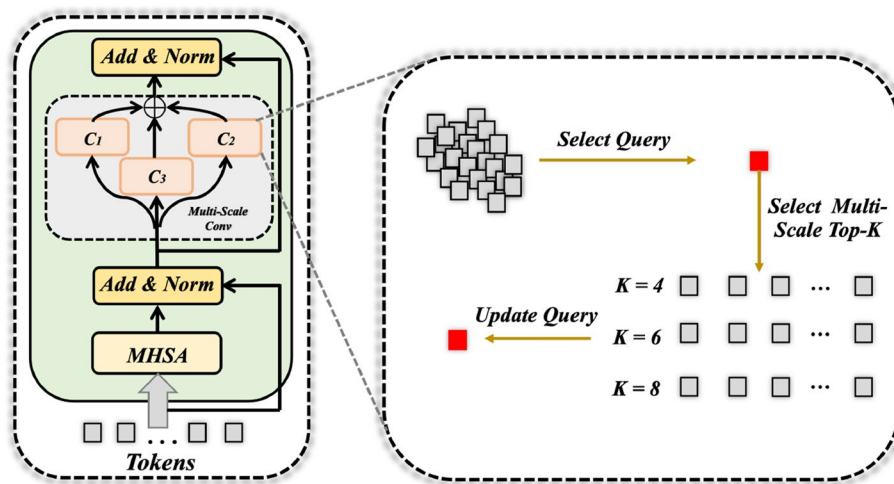 Add & Norm
C1
C2
C3
Multi-Scale
Conv
Add & Norm
MHSA
...
Tokens
Select Query
Select Multi-
Scale Top-K
K = 4
...
Update Query
K = 6
...
K = 8
...